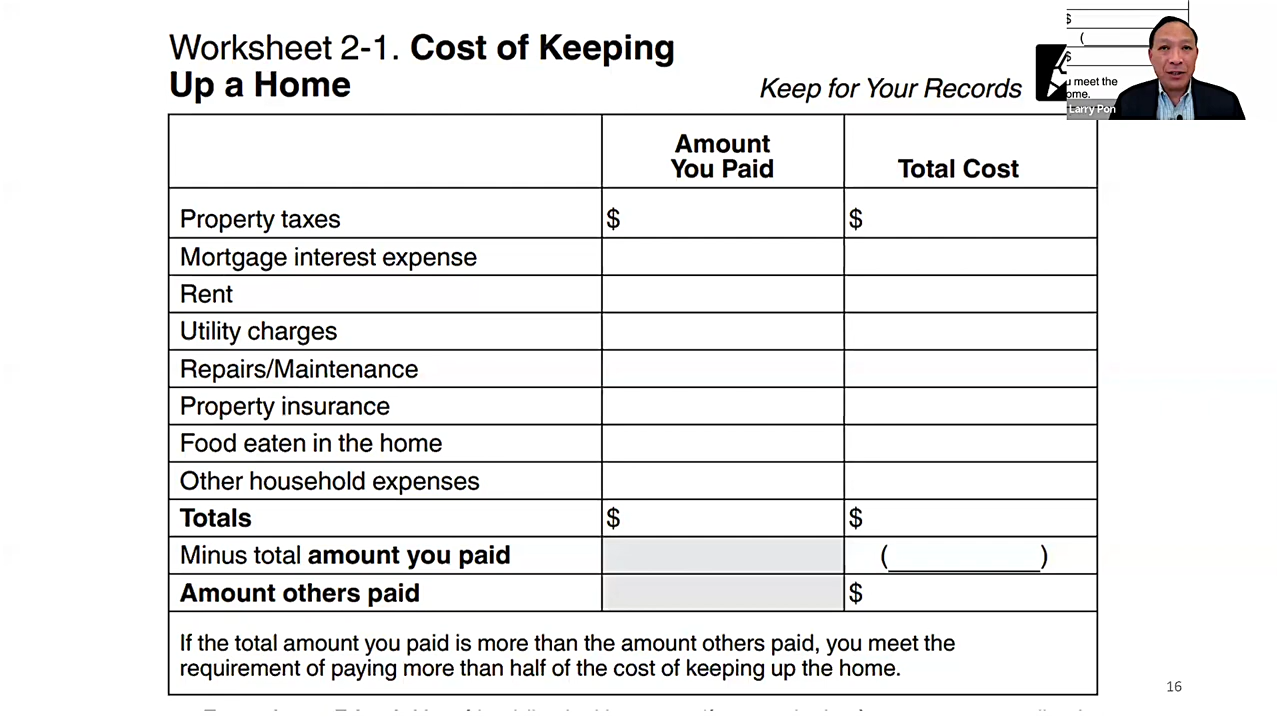 Worksheet 2-1. Cost of Keeping
Up a Home
Keep for Your Records
$
(
$
u meet the
ome.
Larry Pon
Amount
You Paid
Total Cost
Property taxes $ $
Mortgage interest expense
Rent
Utility charges
Repairs/Maintenance
Property insurance
Food eaten in the home
Other household expenses
Totals $ $
Minus total amount you paid ( )
Amount others paid $
If the total amount you paid is more than the amount others paid, you meet the
requirement of paying more than half of the cost of keeping up the home.
16